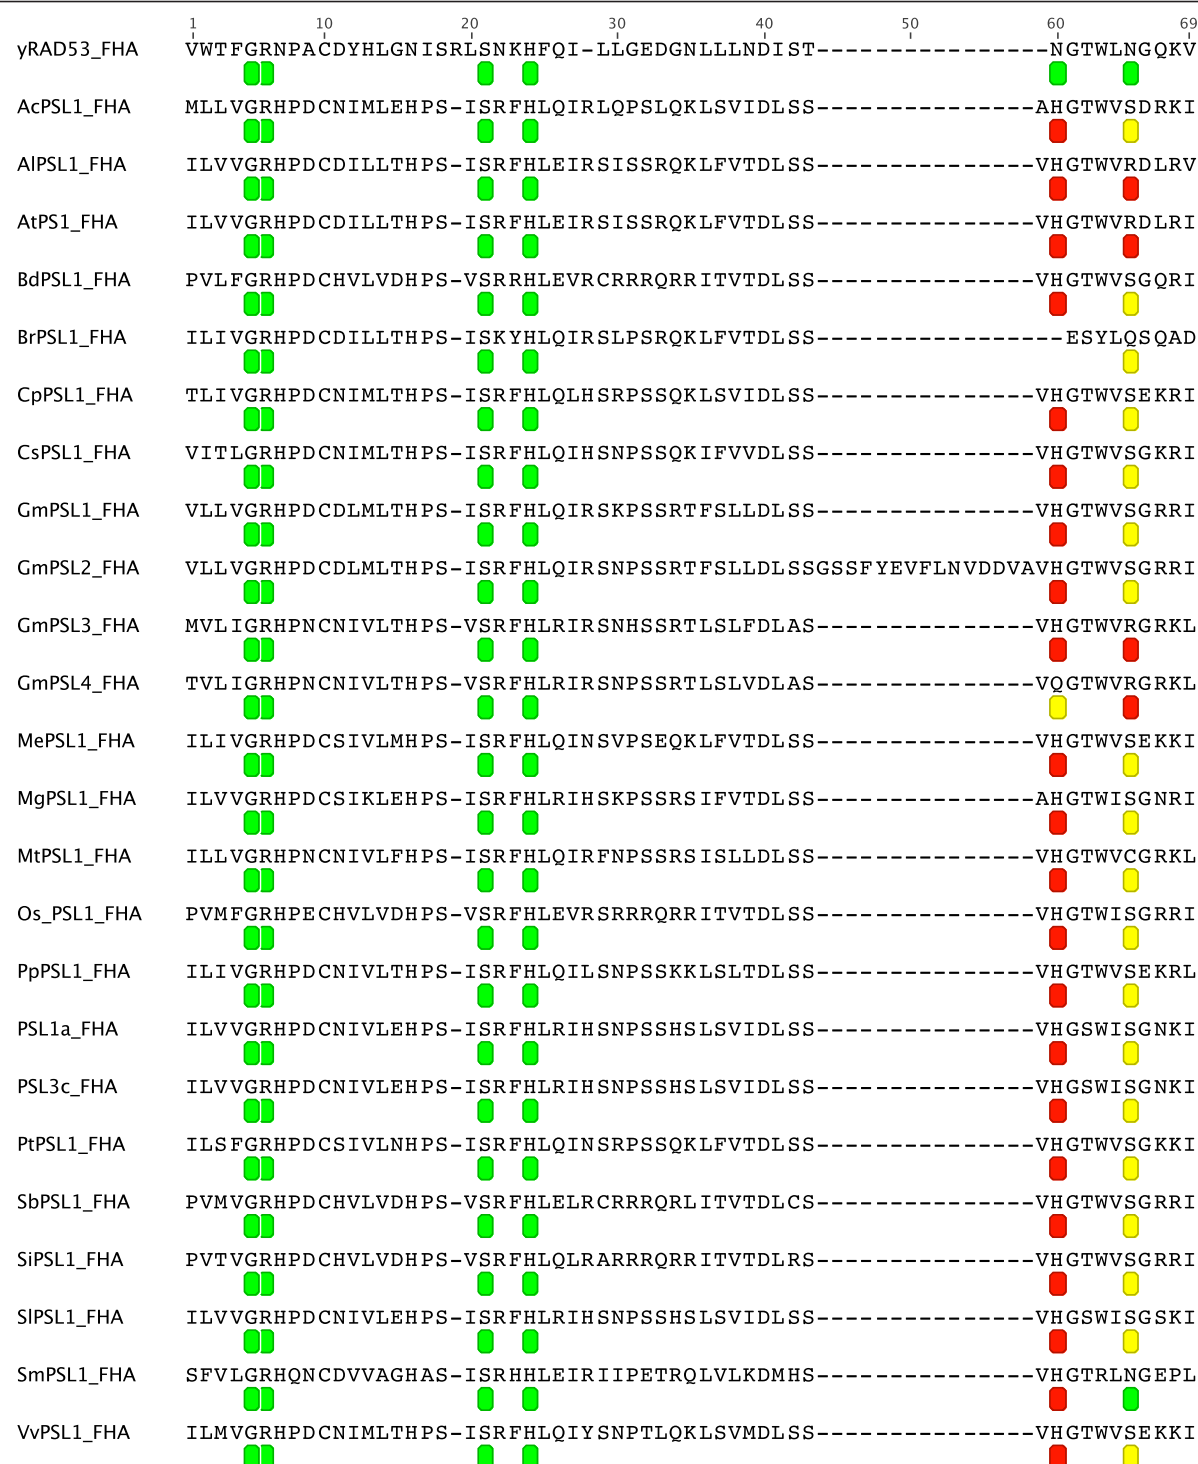 1 10 20 30 40 50 60 69
yRAD53_FHA VWTFGRNPACDYHLGNISRLSNKHFQI-LLGEDGNLLLNDIST----------------NGTWLNGQKV
AcPSL1_FHA MLLVGRHPDCNIMLEHPS-ISRFHLQIRLQPSLQKLSVIDLSS---------------AHGTWVSDRKI
AlPSL1_FHA ILVVGRHPDCDILLTHPS-ISRFHLEIRSISSRQKLFVTDLSS---------------VHGTWVRDLRV
AtPS1_FHA ILVVGRHPDCDILLTHPS-ISRFHLEIRSISSRQKLFVTDLSS---------------VHGTWVRDLRI
BdPSL1_FHA PVLFGRHPDCHVLVDHPS-VSRRHLEVRCRRRQRRITVTDLSS---------------VHGTWVSGQRI
BrPSL1_FHA ILIVGRHPDCDILLTHPS-ISKYHLQIRSLPSRQKLFVTDLSS-----------------ESYLQSQAD
CpPSL1_FHA TLIVGRHPDCNIMLTHPS-ISRFHLQLHSRPSSQKLSVIDLSS---------------VHGTWVSEKRI
CsPSL1_FHA VITLGRHPDCNIMLTHPS-ISRFHLQIHSNPSSQKIFVVDLSS---------------VHGTWVSGKRI
GmPSL1_FHA VLLVGRHPDCDLMLTHPS-ISRFHLQIRSKPSSRTFSLLDLSS---------------VHGTWVSGRRI
GmPSL2_FHA VLLVGRHPDCDLMLTHPS-ISRFHLQIRSNPSSRTFSLLDLSSGSSFYEVFLNVDDVAVHGTWVSGRRI
GmPSL3_FHA MVLIGRHPNCNIVLTHPS-VSRFHLRIRSNHSSRTLSLFDLAS---------------VHGTWVRGRKL
GmPSL4_FHA TVLIGRHPNCNIVLTHPS-VSRFHLRIRSNPSSRTLSLVDLAS---------------VQGTWVRGRKL
MePSL1_FHA ILIVGRHPDCSIVLMHPS-ISRFHLQINSVPSEQKLFVTDLSS---------------VHGTWVSEKKI
MgPSL1_FHA ILVVGRHPDCSIKLEHPS-ISRFHLRIHSKPSSRSIFVTDLSS---------------AHGTWISGNRI
MtPSL1_FHA ILLVGRHPNCNIVLFHPS-ISRFHLQIRFNPSSRSISLLDLSS---------------VHGTWVCGRKL
Os_PSL1_FHA PVMFGRHPECHVLVDHPS-VSRFHLEVRSRRRQRRITVTDLSS---------------VHGTWISGRRI
PpPSL1_FHA ILIVGRHPDCNIVLTHPS-ISRFHLQILSNPSSKKLSLTDLSS---------------VHGTWVSEKRL
PSL1a_FHA ILVVGRHPDCNIVLEHPS-ISRFHLRIHSNPSSHSLSVIDLSS---------------VHGSWISGNKI
PSL3c_FHA ILVVGRHPDCNIVLEHPS-ISRFHLRIHSNPSSHSLSVIDLSS---------------VHGSWISGNKI
PtPSL1_FHA ILSFGRHPDCSIVLNHPS-ISRFHLQINSRPSSQKLFVTDLSS---------------VHGTWVSGKKI
SbPSL1_FHA PVMVGRHPDCHVLVDHPS-VSRFHLELRCRRRQRLITVTDLCS---------------VHGTWVSGRRI
SiPSL1_FHA PVTVGRHPDCHVLVDHPS-VSRFHLQLRARRRQRRITVTDLRS---------------VHGTWVSGRRI
SlPSL1_FHA ILVVGRHPDCNIVLEHPS-ISRFHLRIHSNPSSHSLSVIDLSS---------------VHGSWISGSKI
SmPSL1_FHA SFVLGRHQNCDVVAGHAS-ISRHHLEIRIIPETRQLVLKDMHS---------------VHGTRLNGEPL
VvPSL1_FHA ILMVGRHPDCNIMLTHPS-ISRFHLQIYSNPTLQKLSVMDLSS---------------VHGTWVSEKKI